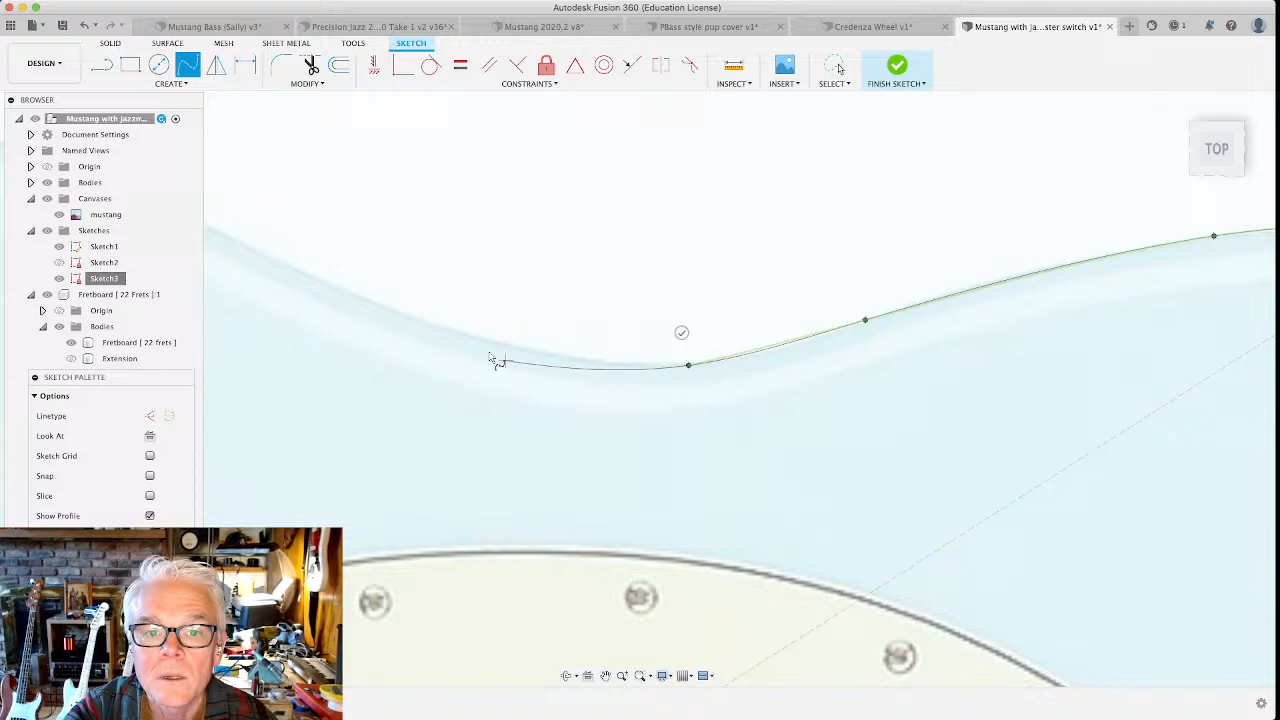 Autodesk Fusion 360 (Education License)
Mustang Bass (Sally) v3*
Precision Jazz 2...0 Take 1 v2 v36*
Mustang 2020.2 v8*
PBass style pup cover v1*
Credenza Wheel v1*
Mustang with Ja...ster switch v1*
1
SOLID
SURFACE
MESH
SHEET METAL
TOOLS
SKETCH
DESIGN
CREATE
MODIFY
CONSTRAINTS
INSPECT
INSERT
SELECT
FINISH SKETCH
BROWSER
Mustang with Jazzm...
Document Settings
Named Views
Origin
Bodies
Canvases
mustang
Sketches
Sketch1
Sketch2
Sketch3
Fretboard [ 22 Frets ]:1
Origin
Bodies
Fretboard [ 22 frets ]
Extension
SKETCH PALETTE
Options
Linetype
Look At
Sketch Grid
Snap
Slice
Show Profile
TOP